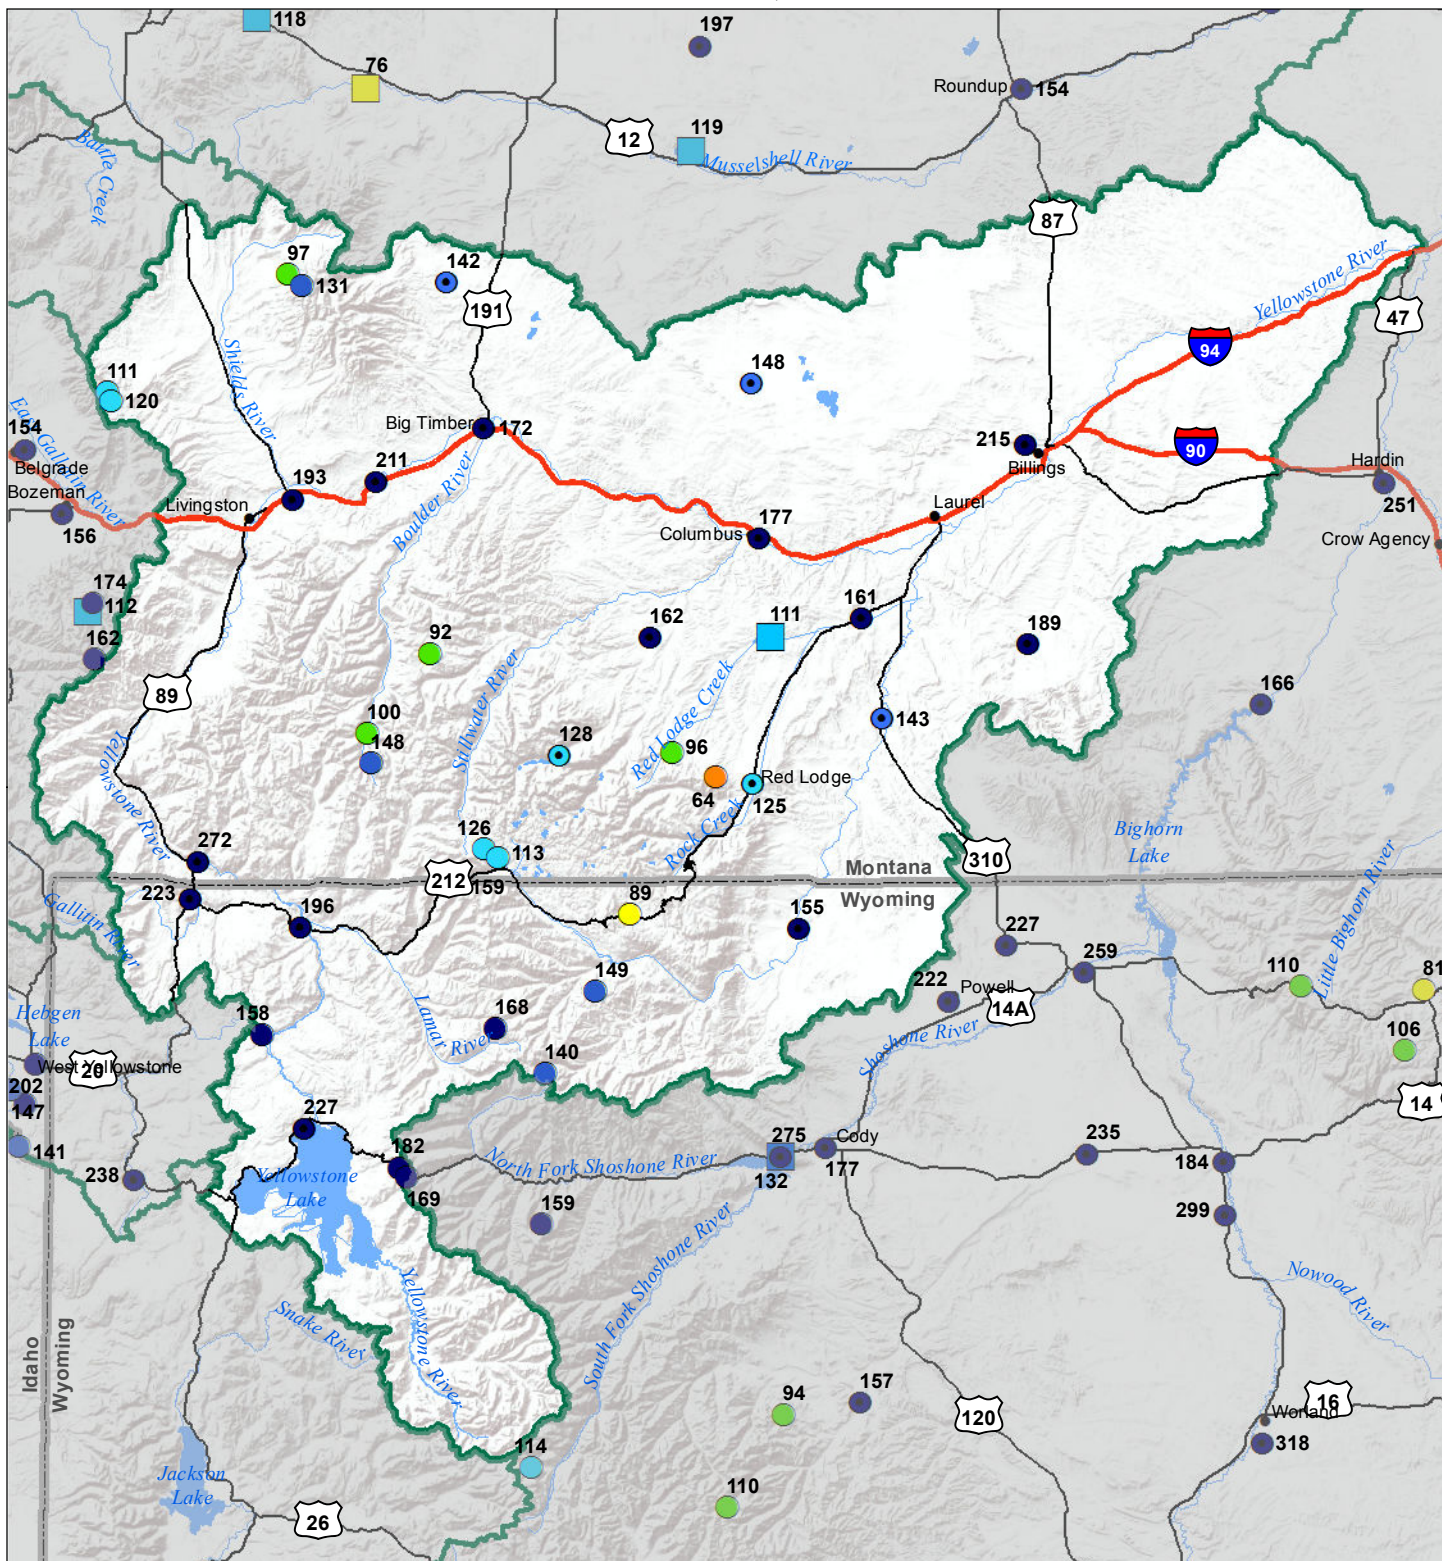 118
197
76
Roundup
154
12
119
Musselshell River
Battle Creek
87
97
131
142
191
Yellowstone River
47
Shields River
94
148
111
120
East Gallatin River
154
Belgrade
Bozeman
156
Big Timber
172
215
Billings
90
Hardin
251
193
211
Livingston
Boulder River
Laurel
Columbus
177
Crow Agency
174
112
162
161
111
162
189
92
89
Stillwater River
Red Lodge Creek
166
143
100
148
128
96
64
Red Lodge
125
Yellowstone River
Rock Creek
Bighorn
Lake
272
126
113
310
Little Bighorn River
212
159
Montana
Wyoming
223
Gallitin River
196
89
155
227
259
110
81
149
222
Powell
14A
Lamar River
168
Hebgen
Lake
158
Shoshone River
106
West Yellowstone
20
140
202
147
14
227
141
182
275
Cody
235
North Fork Shoshone River
238
Yellowstone
Lake
169
132
177
184
159
299
South Fork Shoshone River
Yellowstone River
Nowood River
Snake River
Idaho
Wyoming
94
157
120
16
Worland
318
114
Jackson
Lake
110
26